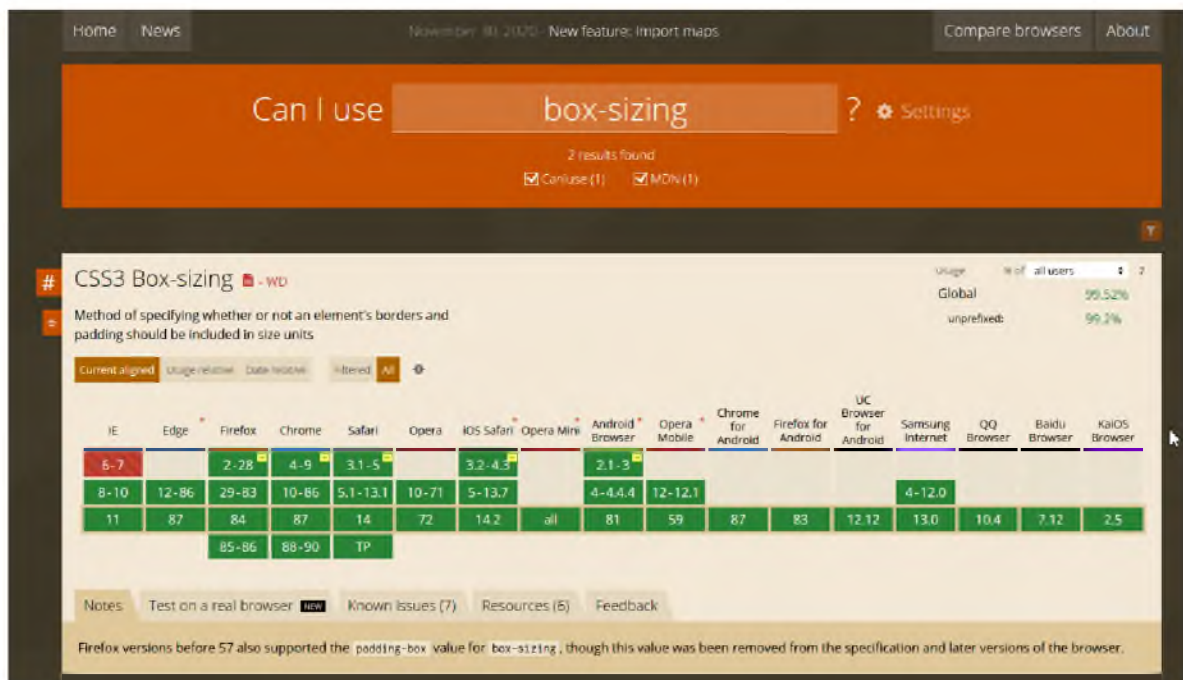 Home News November 30, 2020 - New feature: Import maps Compare browsers About
Can I use box-sizing ? Settings
2 results found
Caniuse (1) MDN (1)
# CSS3 Box-sizing - WD
Usage % of all users
Global 99.52%
unprefixed: 99.2%
Method of specifying whether or not an element's borders and
padding should be included in size units
Current aligned Usage relative Date relative Filtered All
IE Edge * Firefox Chrome Safari Opera iOS Safari * Opera Mini * Android Browser * Opera Mobile * Chrome for Android Firefox for Android UC Browser for Android Samsung Internet QQ Browser Baidu Browser KaiOS Browser
6-7 2-28 4-9 3.1-5 3.2-4.3 2.1-3
8-10 12-86 29-83 10-86 5.1-13.1 10-71 5-13.7 4-4.4.4 12-12.1 4-12.0
11 87 84 87 14 72 14.2 all 81 59 87 83 12.12 13.0 10.4 7.12 2.5
85-86 88-90 TP
Notes Test on a real browser NEW Known issues (7) Resources (6) Feedback
Firefox versions before 57 also supported the padding-box value for box-sizing, though this value was been removed from the specification and later versions of the browser.